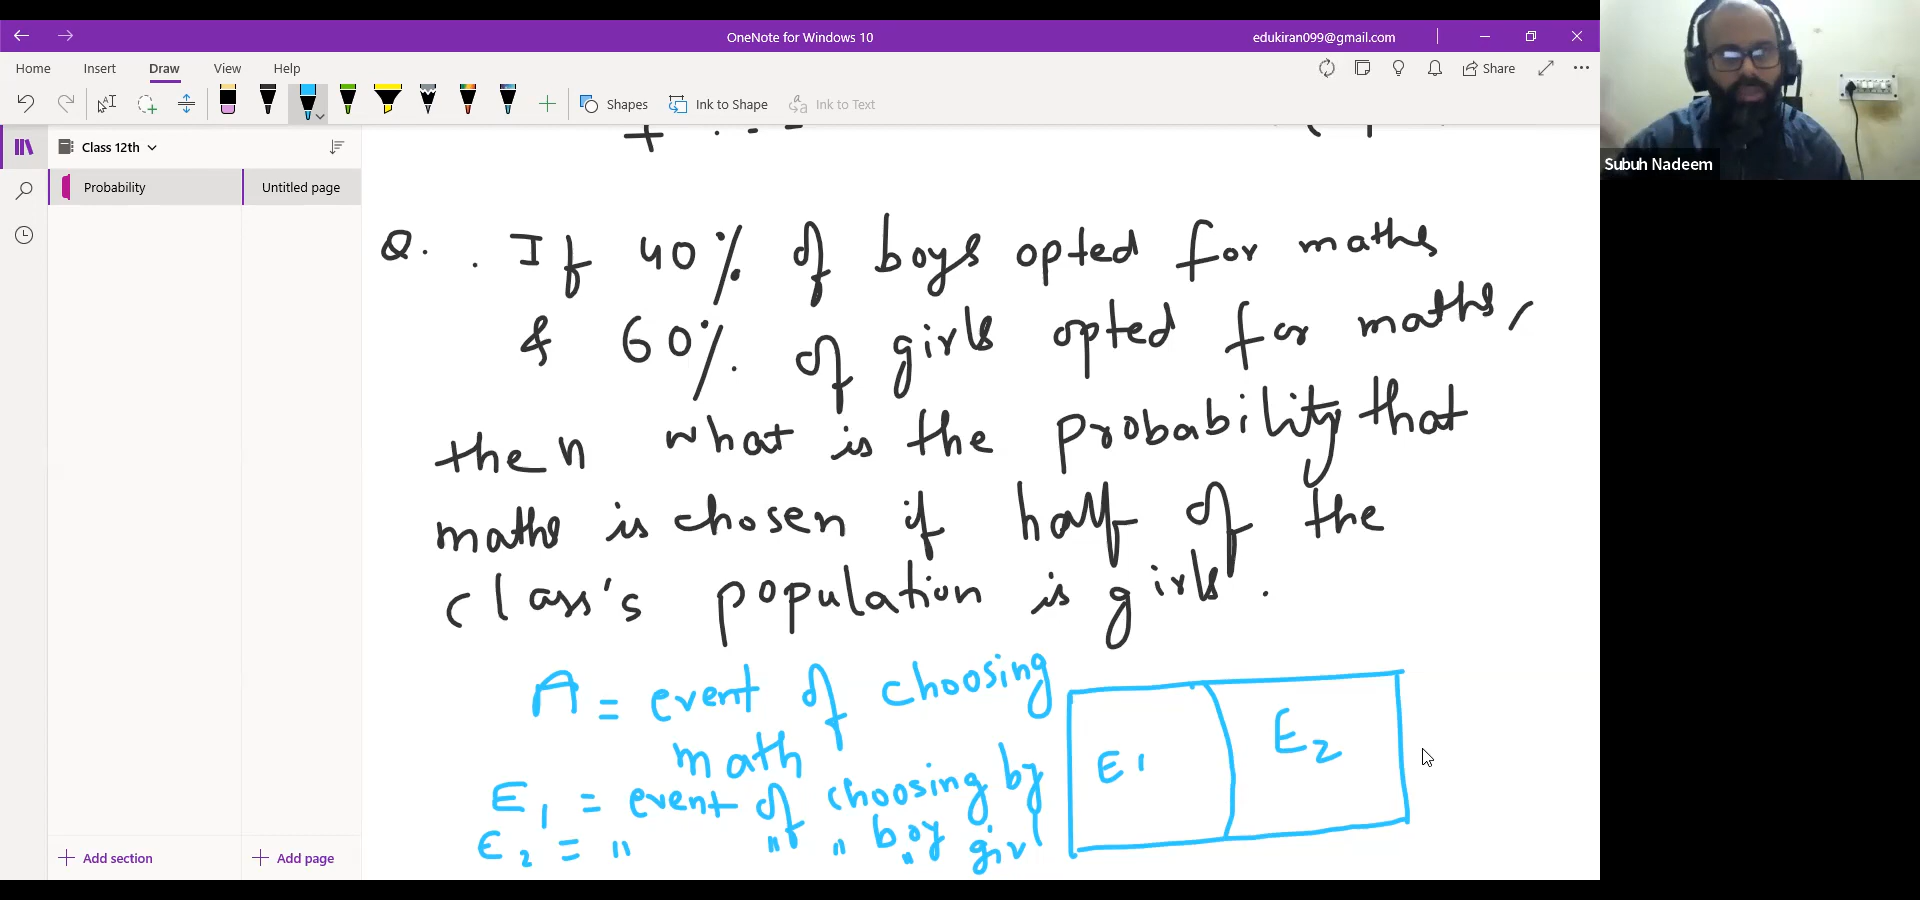 OneNote for Windows 10
edukiran099@gmail.com
Home Insert Draw View Help
Share
Shapes Ink to Shape Ink to Text
Class 12th
Probability
Untitled page
Subuh Nadeem
Q. . If 40% of boys opted for maths
& 60% of girls opted for maths,
then what is the probability that
maths is chosen if half of the
class's population is girls.
A = event of choosing
math
E1 = event of choosing by
boy
E2 = " " " " girl
E1
E2
Add section
Add page